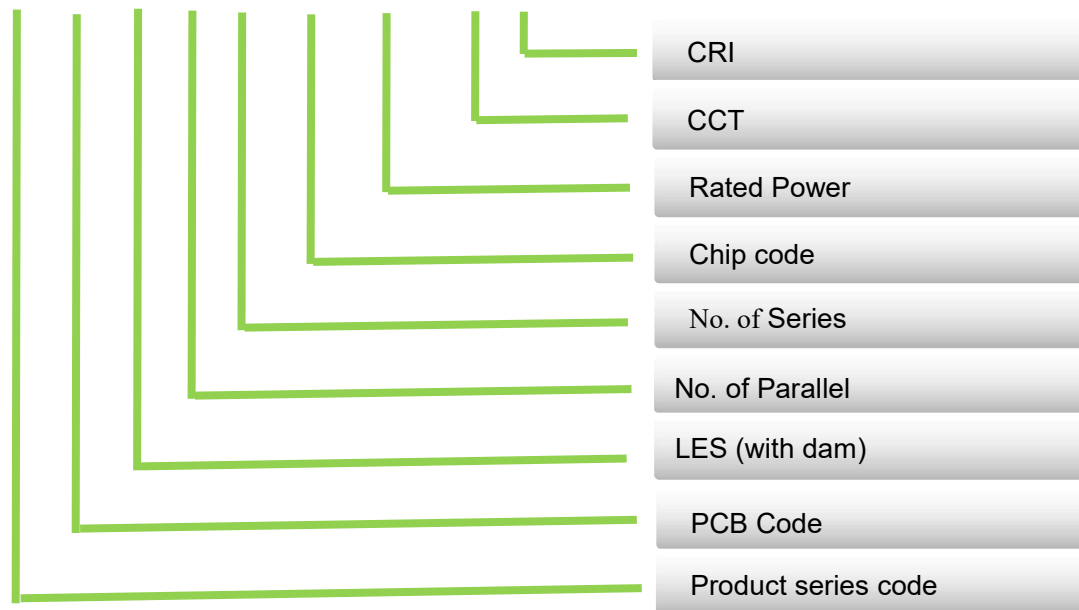 CRI
CCT
Rated Power
Chip code
No. of Series
No. of Parallel
LES (with dam)
PCB Code
Product series code